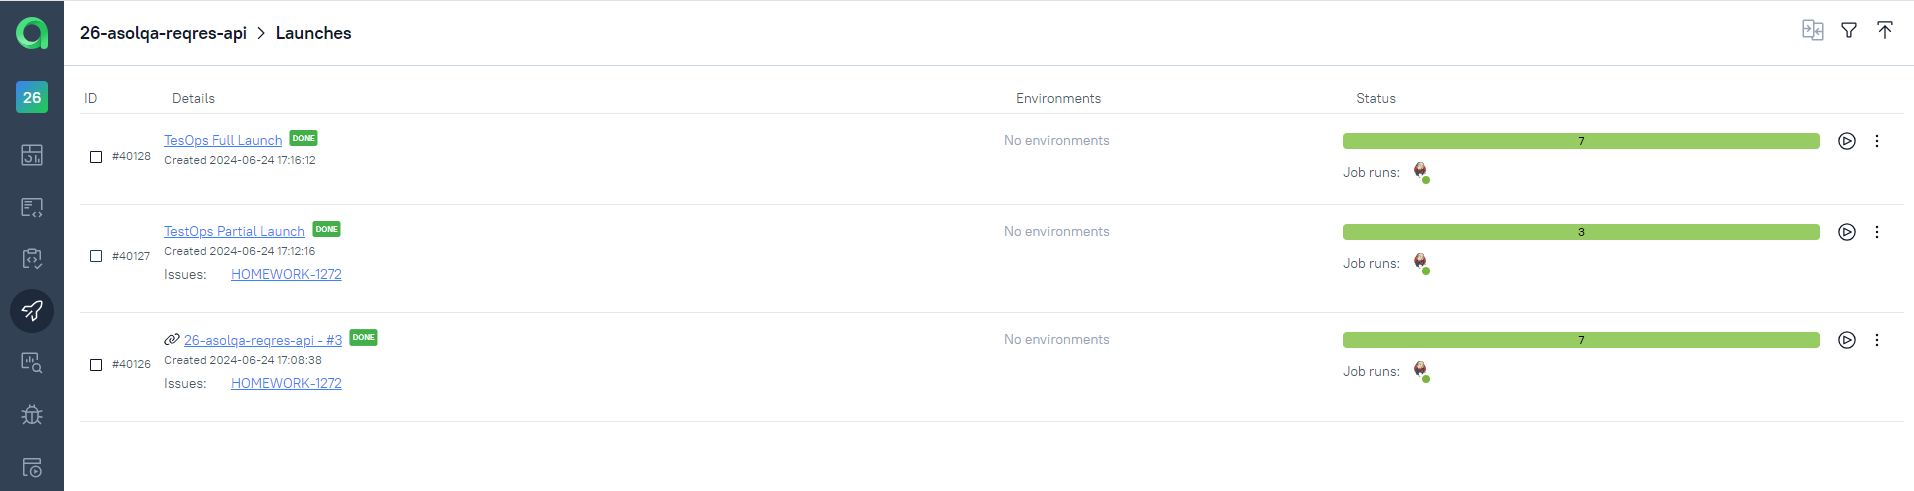 26-asolqa-reqres-api > Launches
26
ID Details Environments Status
#40128 TesOps Full Launch DONE No environments 7
Created 2024-06-24 17:16:12
Job runs:
#40127 TestOps Partial Launch DONE No environments 3
Created 2024-06-24 17:12:16
Job runs:
Issues: HOMEWORK-1272
#40126 26-asolqa-reqres-api - #3 DONE No environments 7
Created 2024-06-24 17:08:38
Job runs:
Issues: HOMEWORK-1272